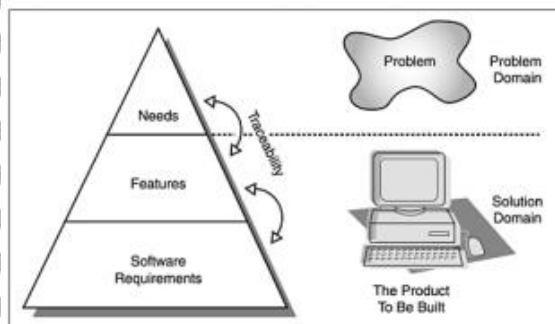 Needs
Features
Software
Requirements
Traceability
Problem
Problem
Domain
Solution
Domain
The Product
To Be Built